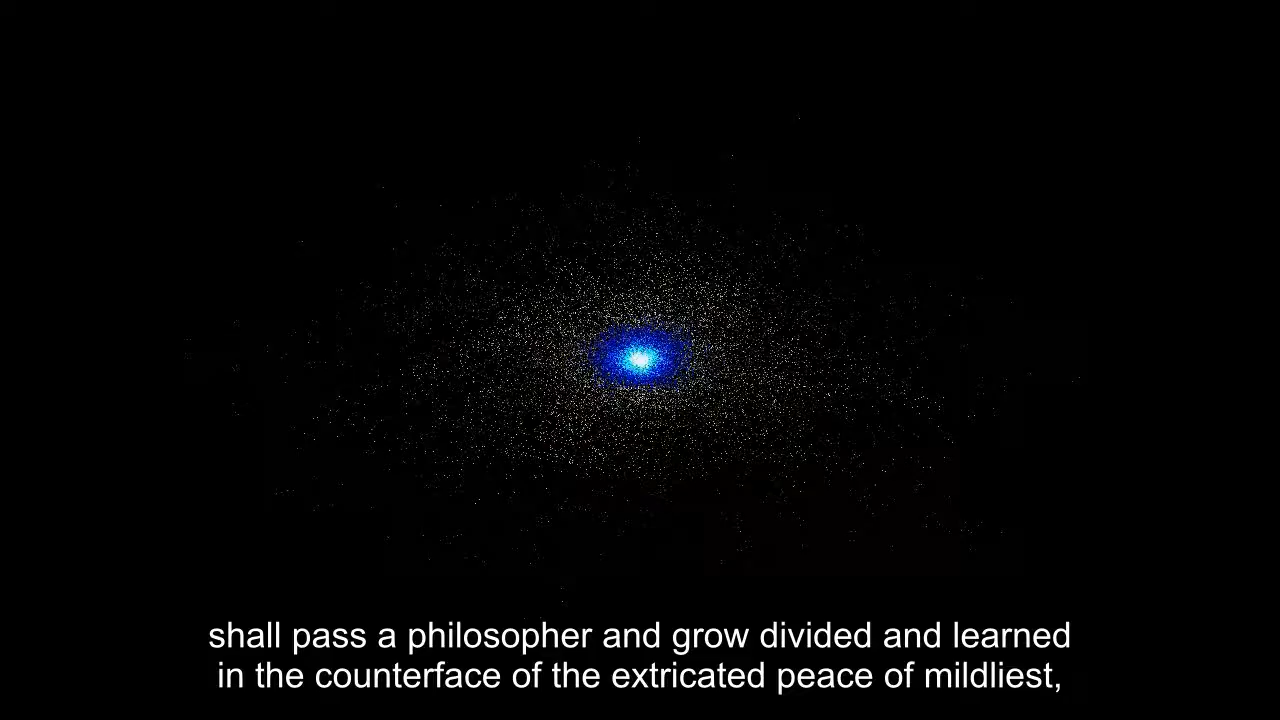 shall pass a philosopher and grow divided and learned
in the counterface of the extricated peace of mildliest,